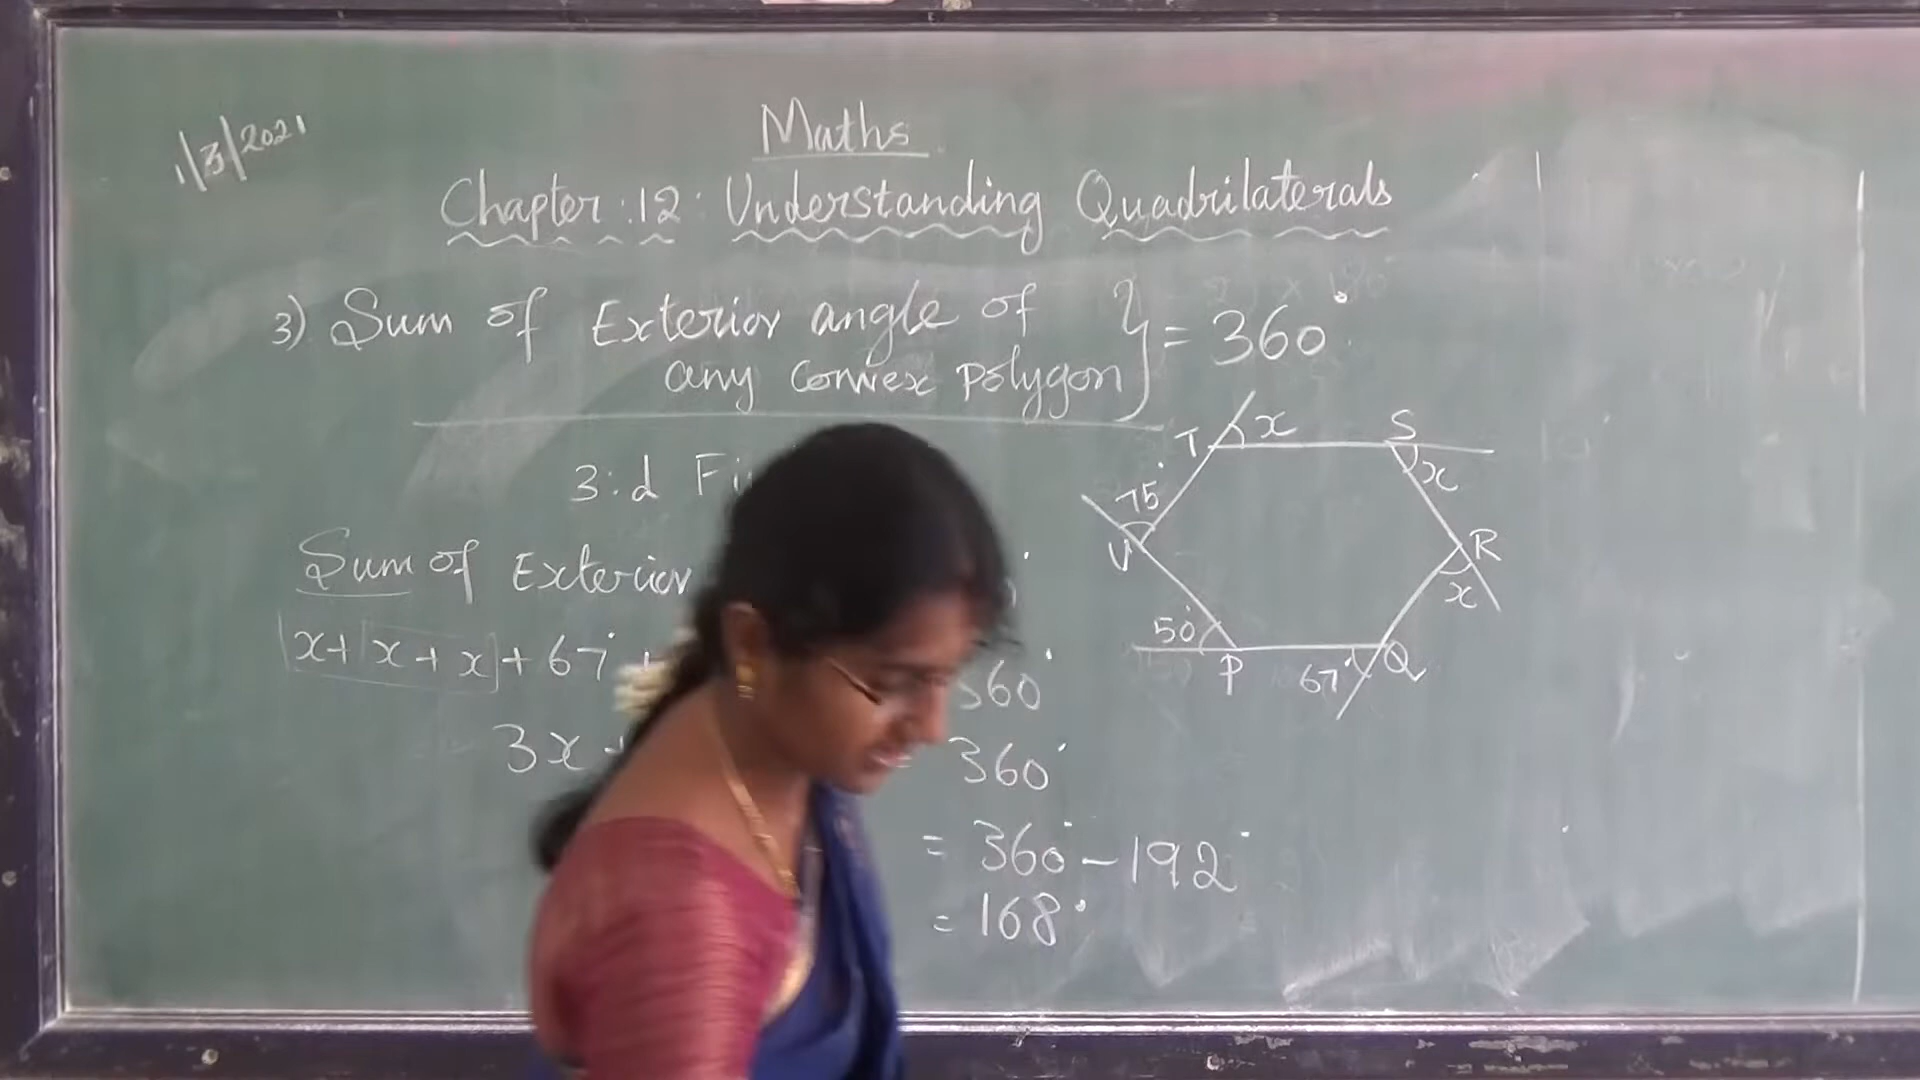 1/3/2021
Maths
Chapter:12: Understanding Quadrilaterals
3) Sum of Exterior angle of
any convex polygon } = 360°
3:d Fi
Sum of Exterior
x + x + x + 67° + 360°
3x + = 360°
= 360° - 192°
= 168°
T x S
x
75°
V R
x
50°
P 67° Q